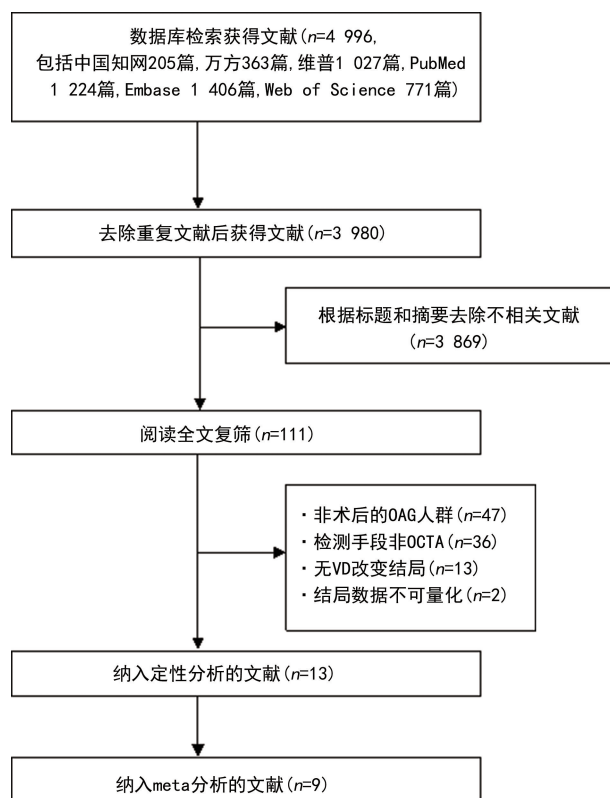 数据库检索获得文献(n=4 996,
包括中国知网205篇,万方363篇,维普1 027篇,PubMed
1 224篇,Embase 1 406篇,Web of Science 771篇)
去除重复文献后获得文献(n=3 980)
根据标题和摘要去除不相关文献
(n=3 869)
阅读全文复筛(n=111)
·非术后的OAG人群(n=47)
·检测手段非OCTA(n=36)
·无VD改变结局(n=13)
·结局数据不可量化(n=2)
纳入定性分析的文献(n=13)
纳入meta分析的文献(n=9)